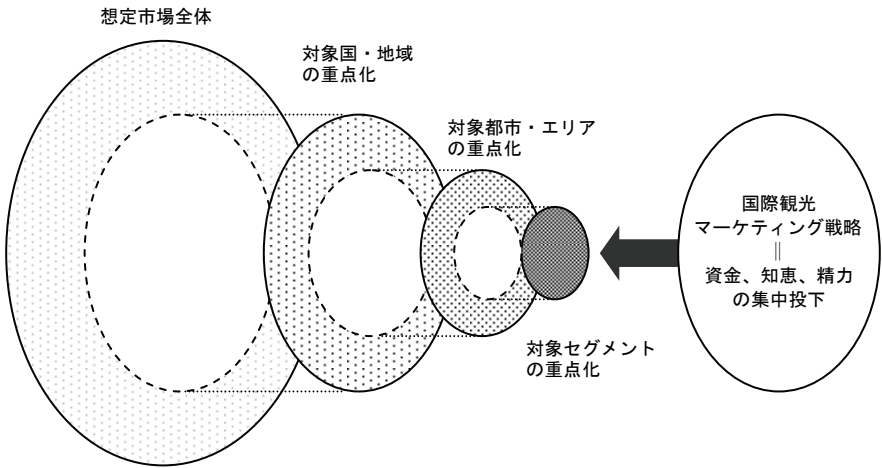 想定市場全体
対象国・地域
の重点化
対象都市・エリア
の重点化
対象セグメント
の重点化
国際観光
マーケティング戦略
||
資金、知恵、精力
の集中投下